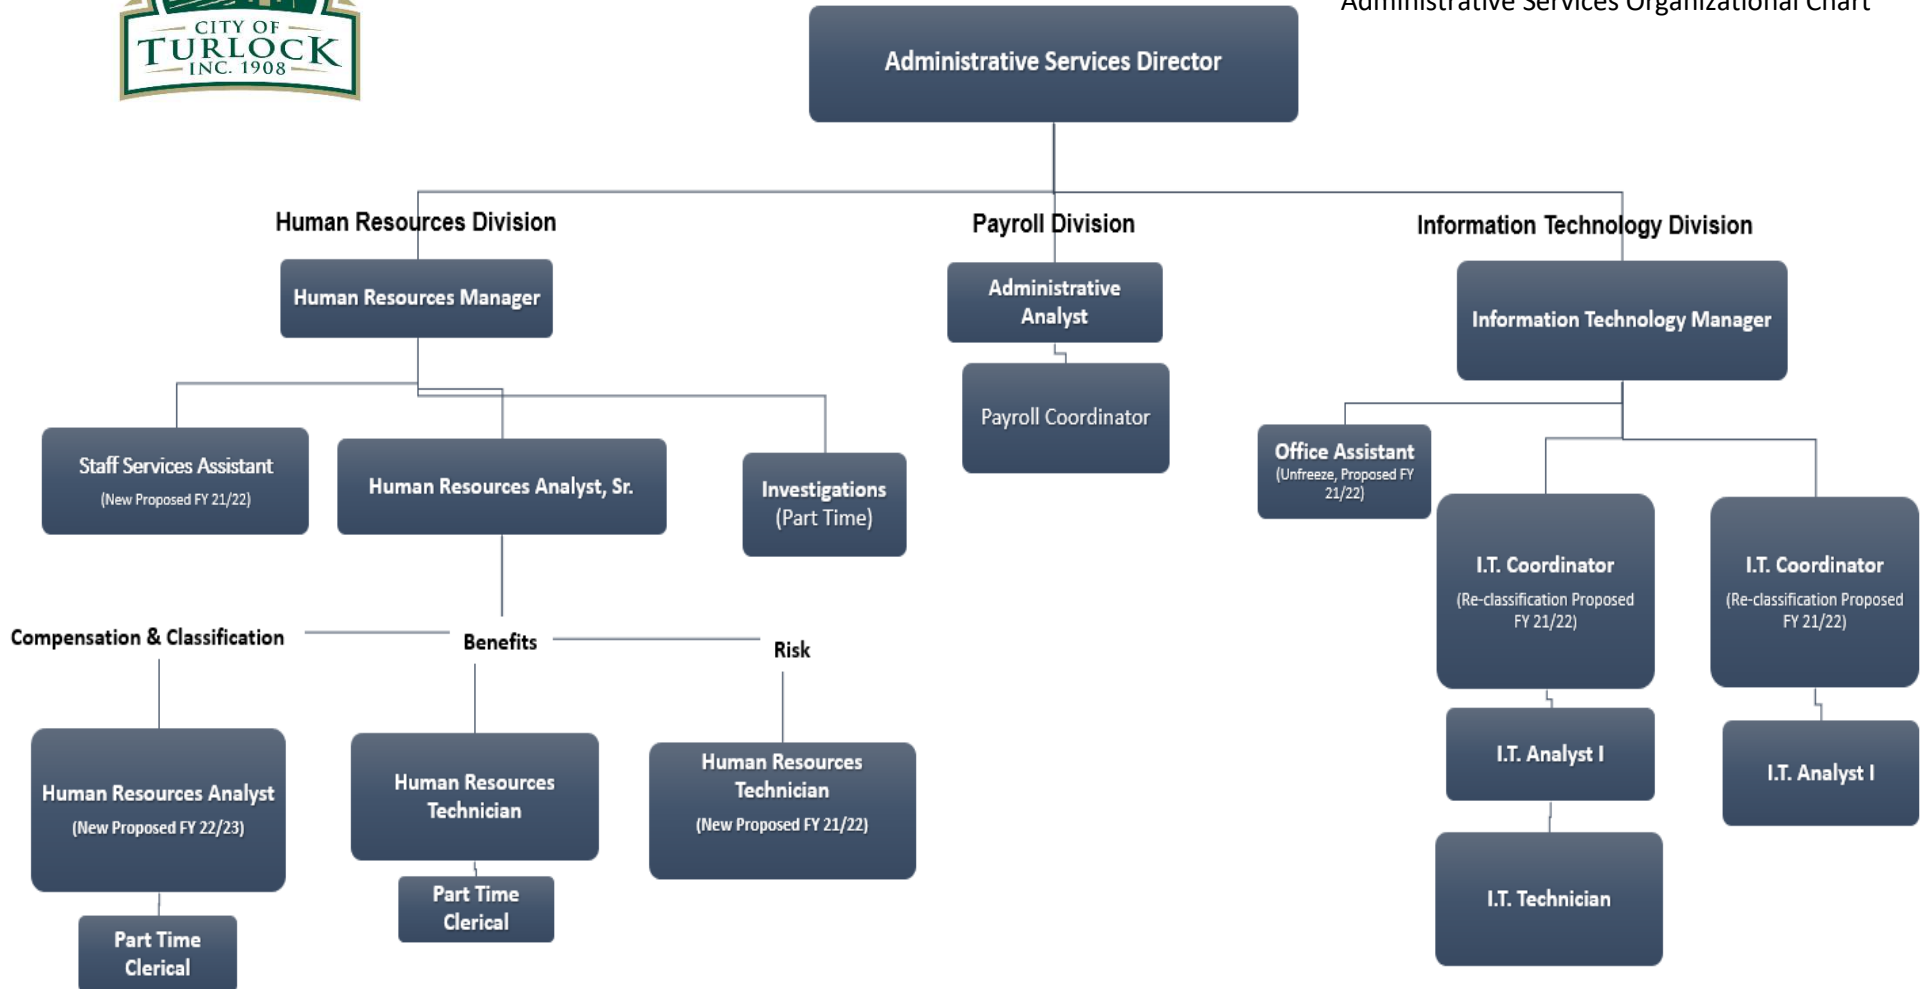 CITY OF
TURLOCK
INC. 1908
Administrative Services Organizational Chart
Administrative Services Director
Human Resources Division
Payroll Division
Information Technology Division
Human Resources Manager
Administrative
Analyst
Information Technology Manager
Payroll Coordinator
Staff Services Assistant
(New Proposed FY 21/22)
Human Resources Analyst, Sr.
Investigations
(Part Time)
Office Assistant
(Unfreeze, Proposed FY
21/22)
I.T. Coordinator
(Re-classification Proposed
FY 21/22)
I.T. Coordinator
(Re-classification Proposed
FY 21/22)
Compensation & Classification
Benefits
Risk
Human Resources Analyst
(New Proposed FY 22/23)
Human Resources
Technician
Human Resources
Technician
(New Proposed FY 21/22)
I.T. Analyst I
I.T. Analyst I
Part Time
Clerical
Part Time
Clerical
I.T. Technician